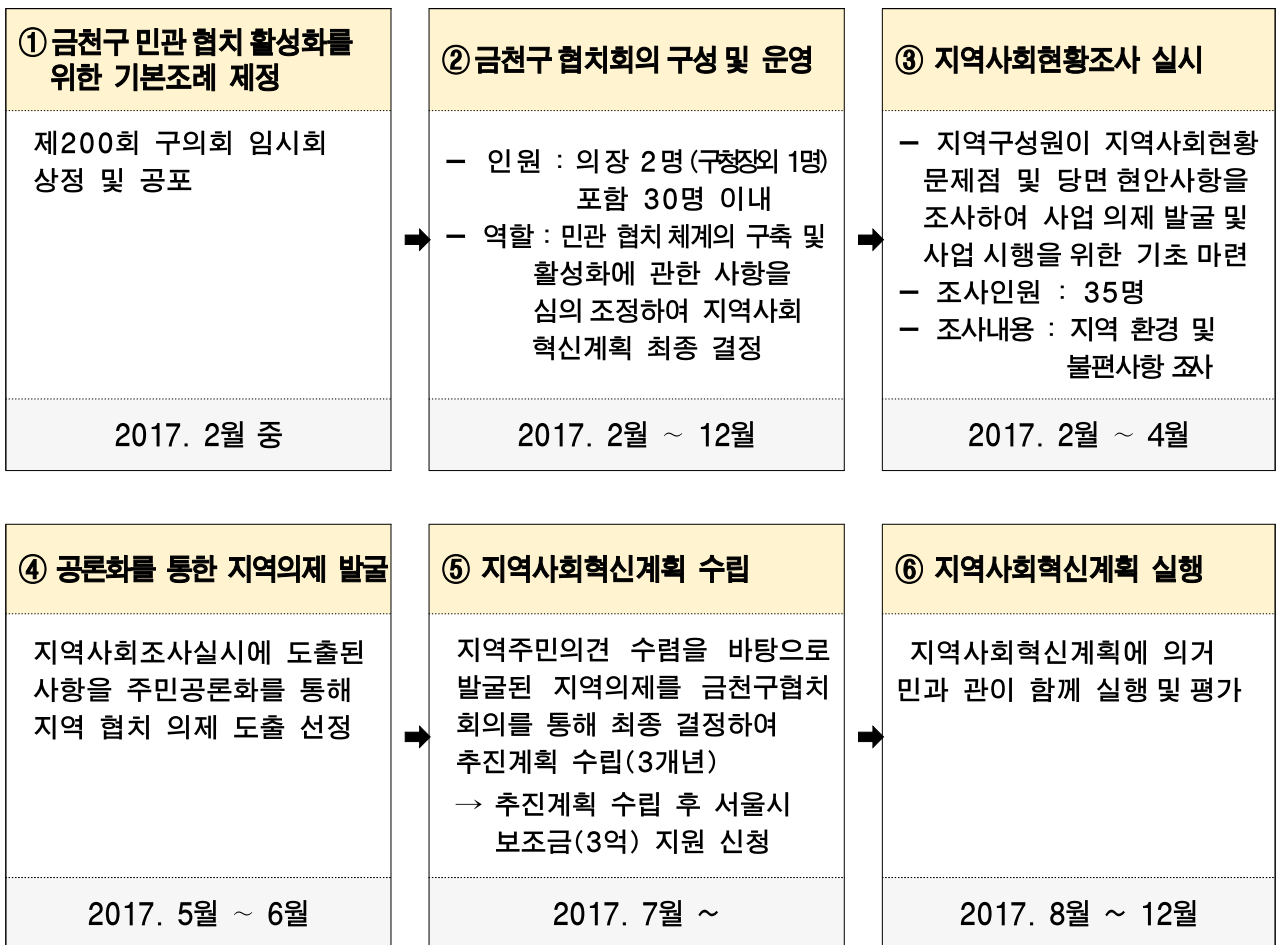 ① 금천구 민관 협치 활성화를
위한 기본조례 제정
제200회 구의회 임시회
상정 및 공포
2017. 2월 중
➡
② 금천구 협치회의 구성 및 운영
- 인원 : 의장 2명(구청장외 1명)
포함 30명 이내
- 역할 : 민관 협치 체계의 구축 및
활성화에 관한 사항을
심의 조정하여 지역사회
혁신계획 최종 결정
2017. 2월 ~ 12월
➡
③ 지역사회현황조사 실시
- 지역구성원이 지역사회현황
문제점 및 당면 현안사항을
조사하여 사업 의제 발굴 및
사업 시행을 위한 기초 마련
- 조사인원 : 35명
- 조사내용 : 지역 환경 및
불편사항 조사
2017. 2월 ~ 4월
④ 공론화를 통한 지역의제 발굴
지역사회조사실시에 도출된
사항을 주민공론화를 통해
지역 협치 의제 도출 선정
2017. 5월 ~ 6월
➡
⑤ 지역사회혁신계획 수립
지역주민의견 수렴을 바탕으로
발굴된 지역의제를 금천구협치
회의를 통해 최종 결정하여
추진계획 수립(3개년)
→ 추진계획 수립 후 서울시
보조금(3억) 지원 신청
2017. 7월 ~
➡
⑥ 지역사회혁신계획 실행
지역사회혁신계획에 의거
민과 관이 함께 실행 및 평가
2017. 8월 ~ 12월